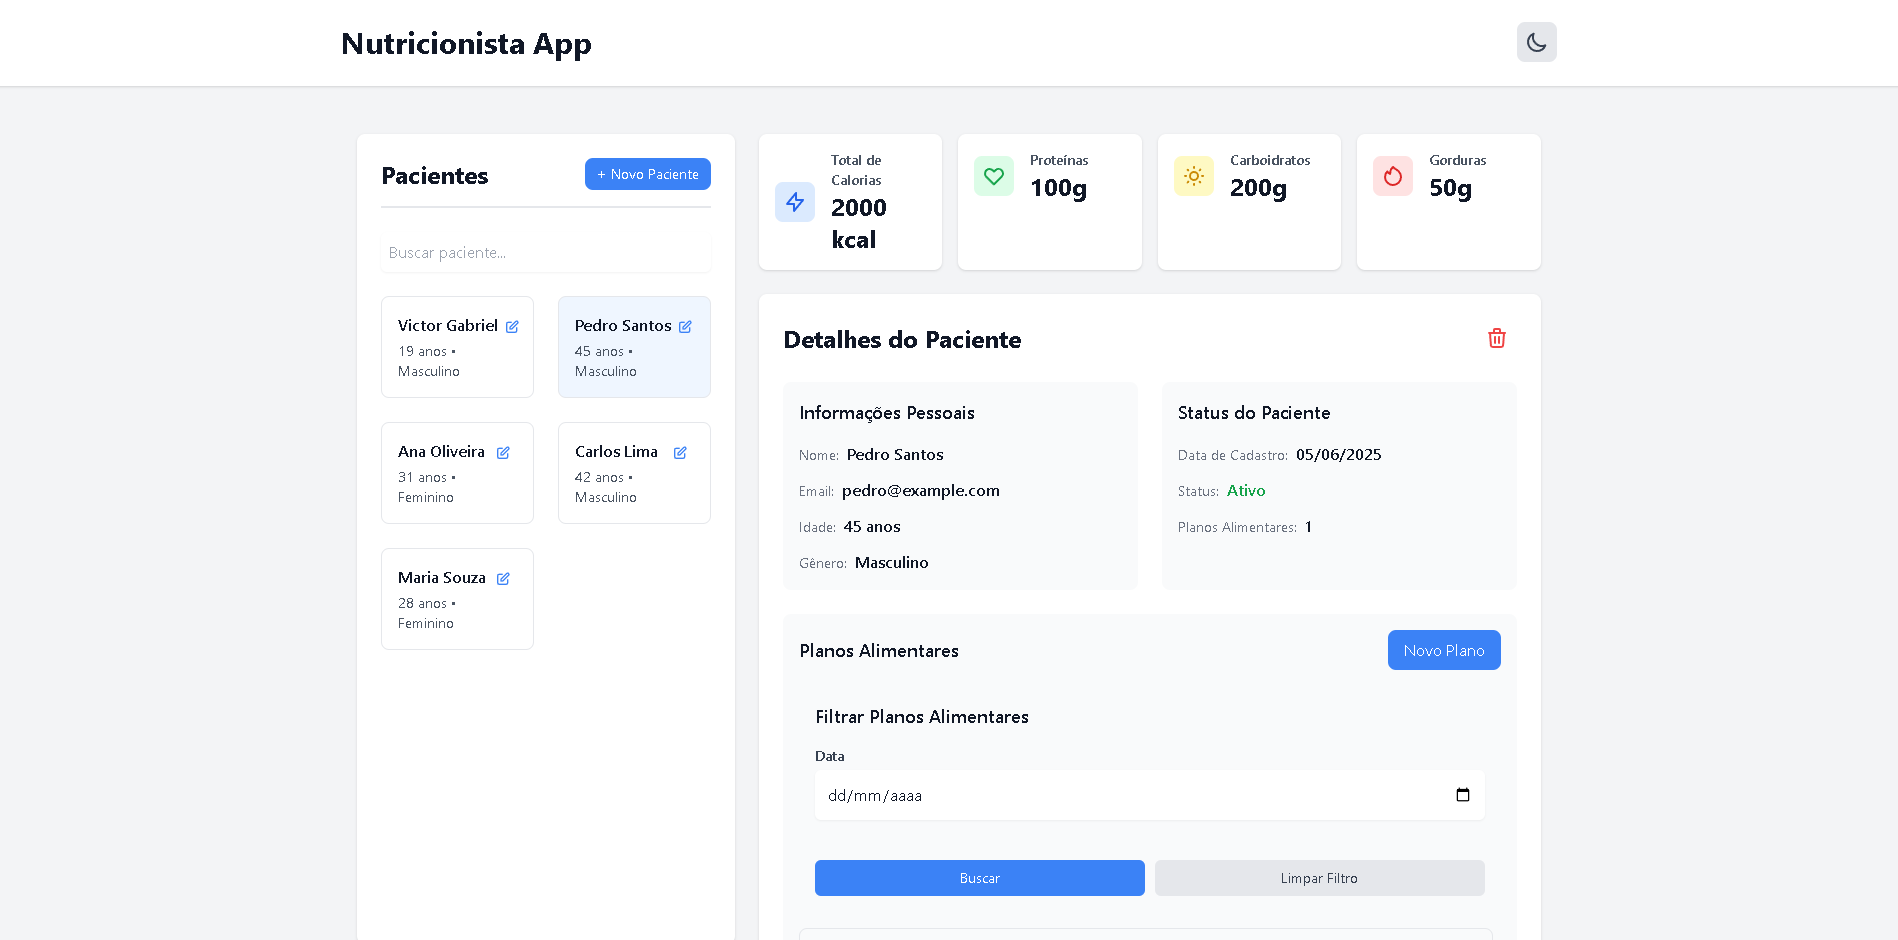 Nutricionista App
Pacientes
+ Novo Paciente
Buscar paciente...
Victor Gabriel
19 anos •
Masculino
Pedro Santos
45 anos •
Masculino
Ana Oliveira
31 anos •
Feminino
Carlos Lima
42 anos •
Masculino
Maria Souza
28 anos •
Feminino
Total de
Calorias
2000
kcal
Proteínas
100g
Carboidratos
200g
Gorduras
50g
Detalhes do Paciente
Informações Pessoais
Nome: Pedro Santos
Email: pedro@example.com
Idade: 45 anos
Gênero: Masculino
Status do Paciente
Data de Cadastro: 05/06/2025
Status: Ativo
Planos Alimentares: 1
Planos Alimentares
Novo Plano
Filtrar Planos Alimentares
Data
dd/mm/aaaa
Buscar
Limpar Filtro